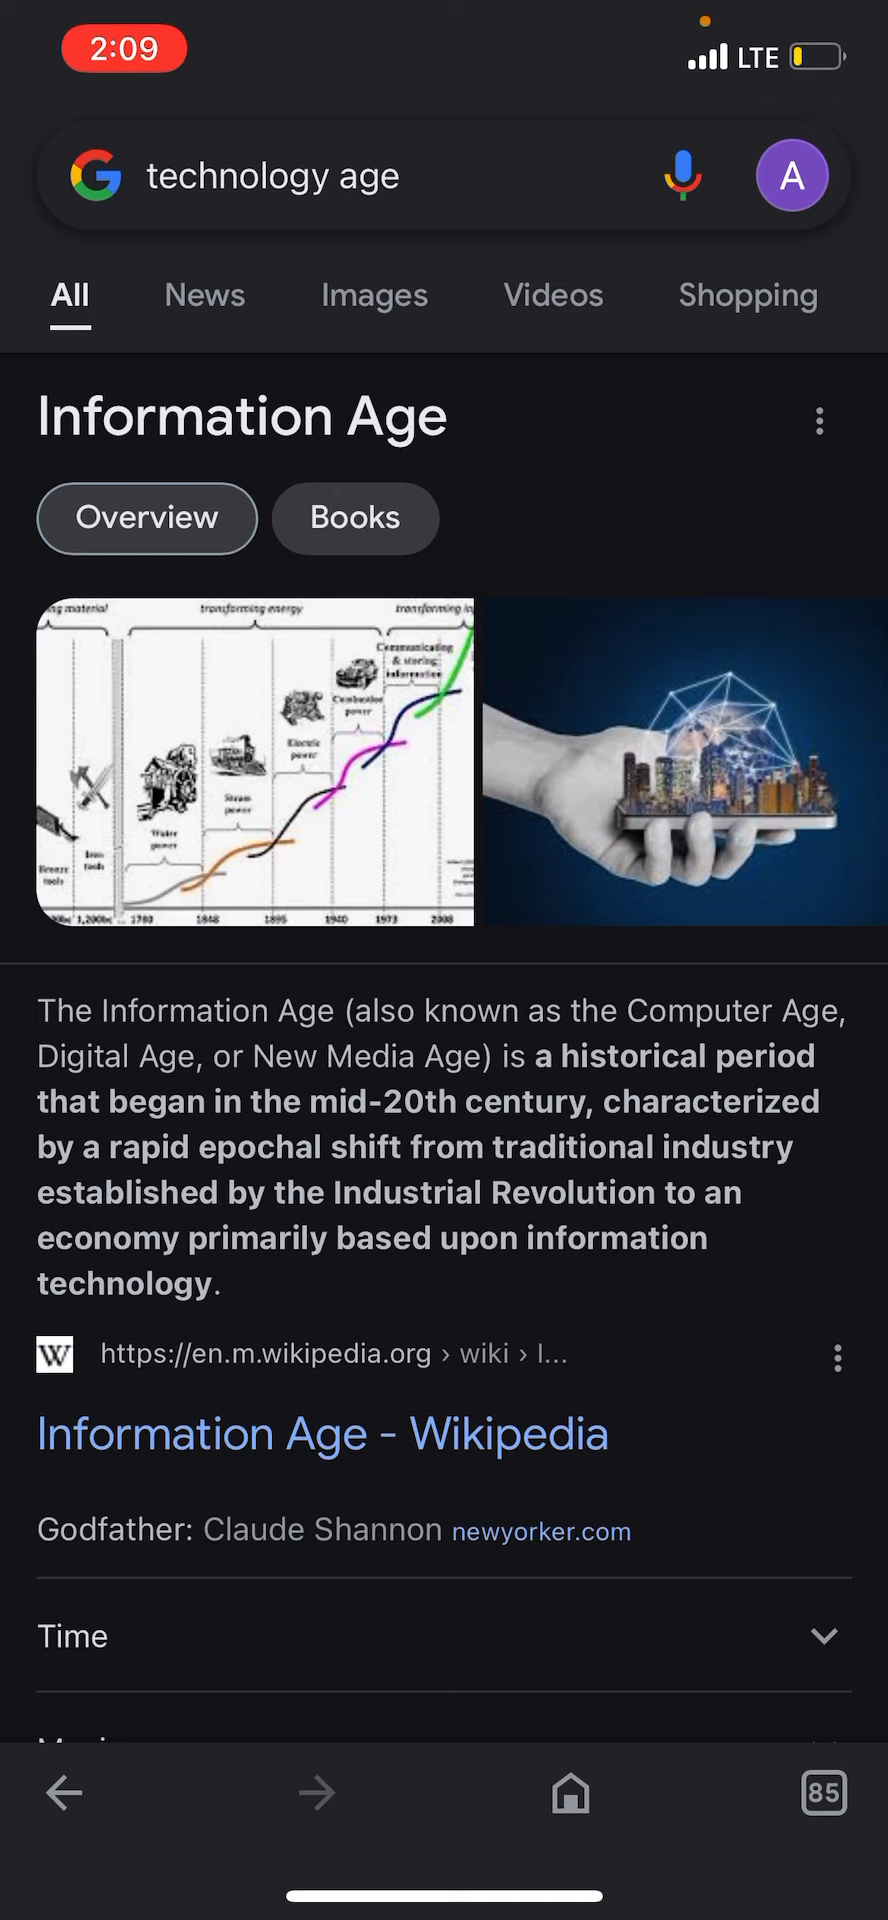 2:09
LTE
technology age
A
All News Images Videos Shopping
Information Age
Overview Books
transforming energy
Communicating
& storing
information
Combustion
power
Electric
power
Steam
power
Water
power
Iron
tools
Bronze
tools
1,200bc ... 1780 1848 1895 1940 1973 2008
The Information Age (also known as the Computer Age,
Digital Age, or New Media Age) is a historical period
that began in the mid-20th century, characterized
by a rapid epochal shift from traditional industry
established by the Industrial Revolution to an
economy primarily based upon information
technology.
W https://en.m.wikipedia.org › wiki › I...
Information Age - Wikipedia
Godfather: Claude Shannon newyorker.com
Time
85